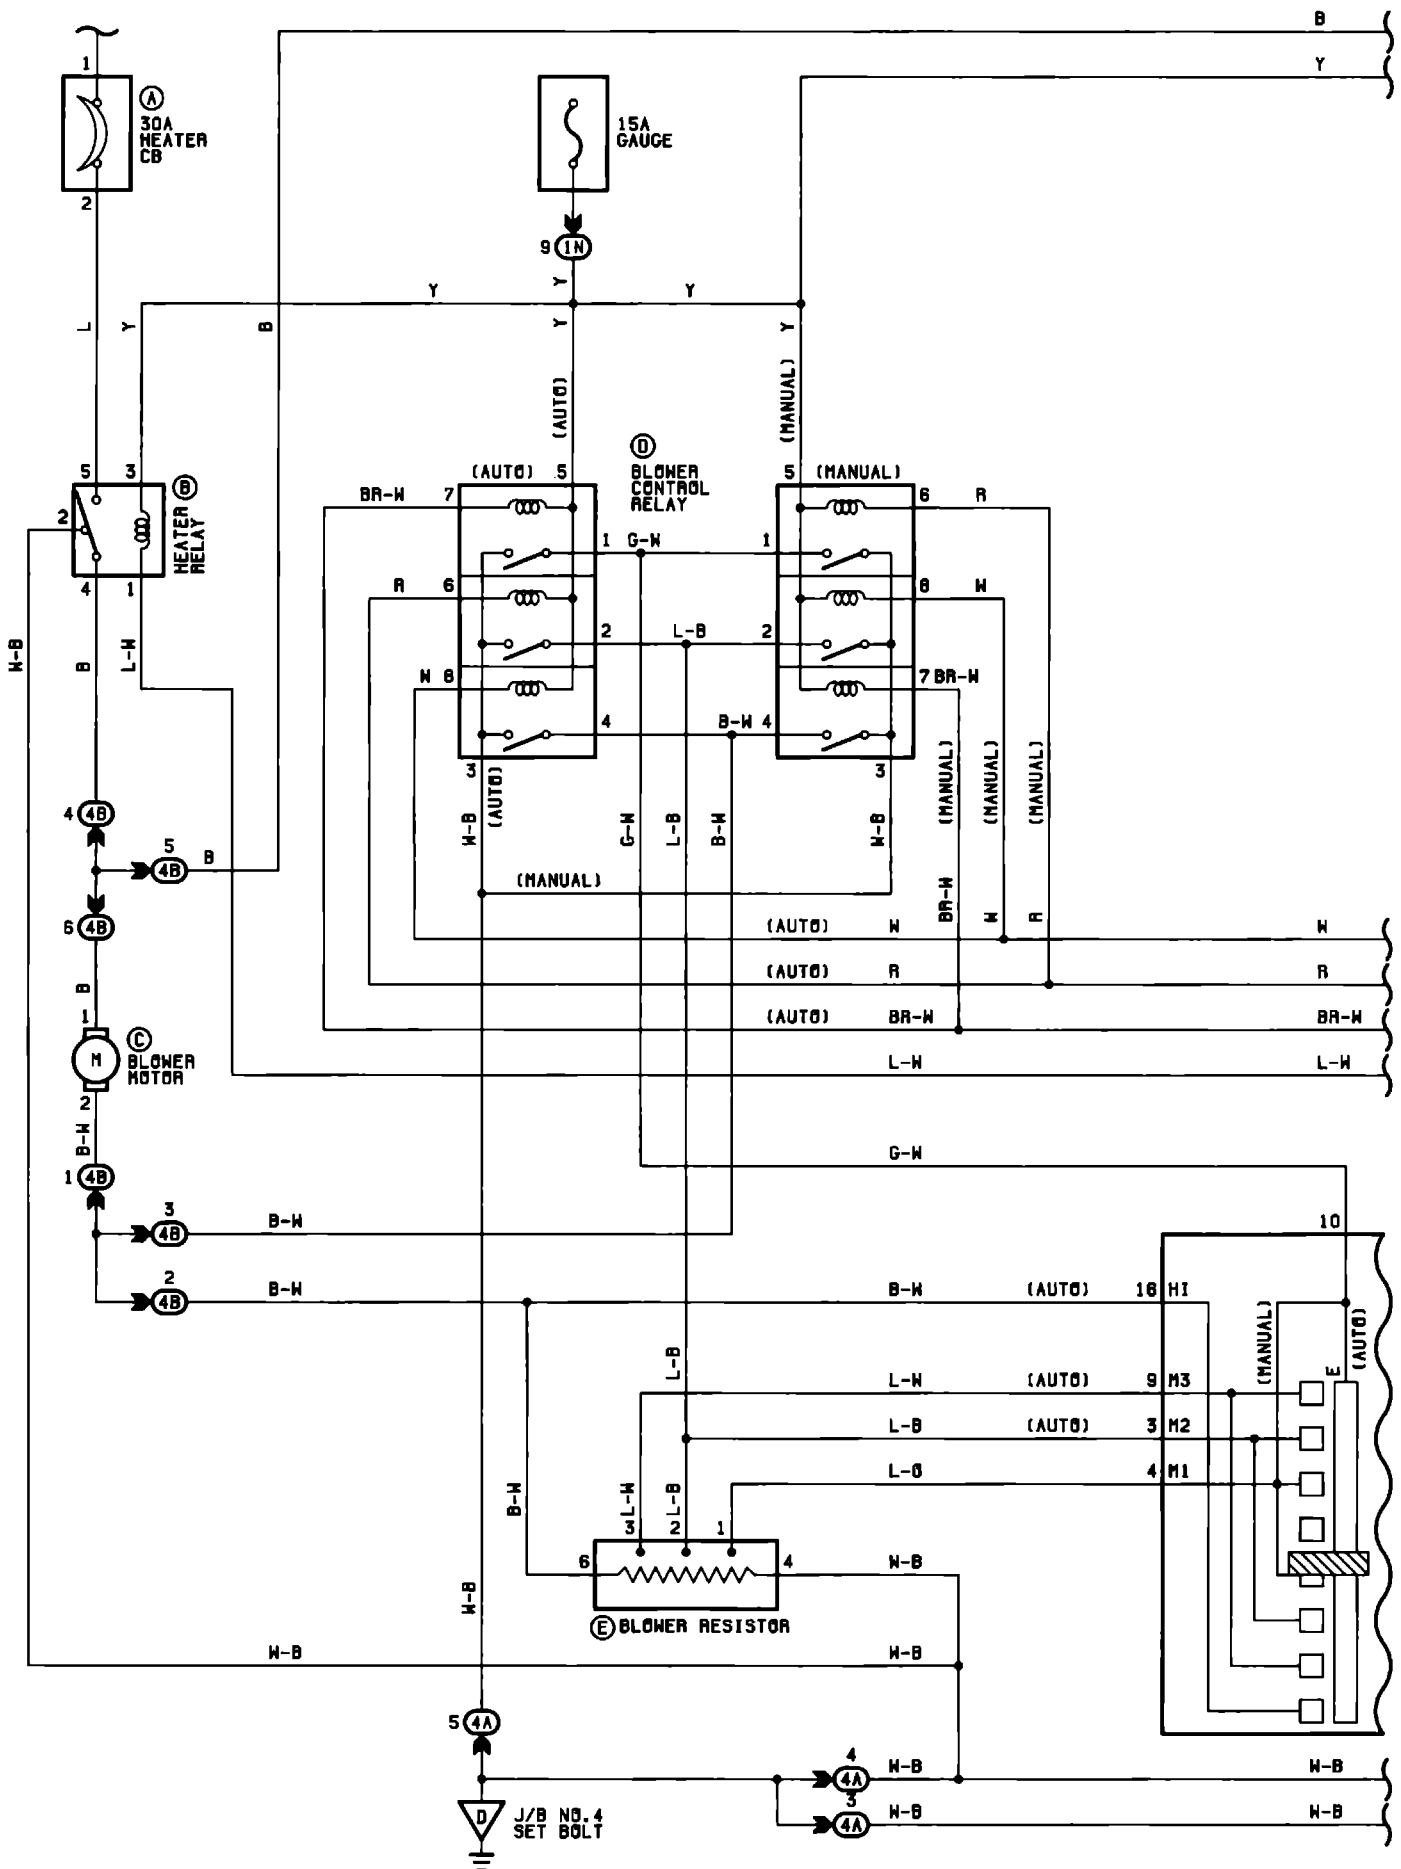 B
Y
1
A
30A
HEATER
CB
2
15A
GAUGE
9 1N
Y
Y
Y
Y
L
Y
B
Y
(AUTO)
(MANUAL)
D
BLOWER
CONTROL
RELAY
5 3
B
HEATER
RELAY
2
4 1
(AUTO) 5
5 (MANUAL)
BR-W 7
6 R
1 G-W 1
R 6
8 W
2 L-B 2
W 8
7 BR-W
4 B-W 4
3
3
(AUTO)
W-B
B
L-W
W-B
G-W
L-B
B-W
W-B
(MANUAL)
(MANUAL)
(MANUAL)
4 4B
5
4B
B
6 4B
(MANUAL)
BR-W
W
R
(AUTO) W W
(AUTO) R R
(AUTO) BR-W BR-W
L-W L-W
B
1
M
C
BLOWER
MOTOR
2
B-W
1 4B
3
4B
B-W
2
4B
B-W
G-W
10
B-W (AUTO) 16 HI
L-W (AUTO) 9 M3
L-B (AUTO) 3 M2
L-O 4 M1
(MANUAL)
E
(AUTO)
L-B
B-W
L-W
L-B
3 2 1
6 4
W-B
E BLOWER RESISTOR
W-B
W-B
W-B
5 4A
D
J/B NO.4
SET BOLT
4
4A
W-B W-B
3
4A
W-B W-B